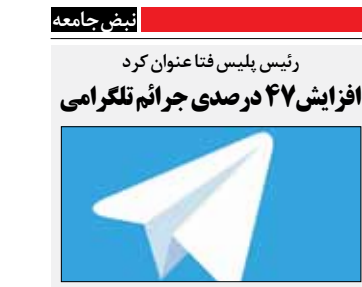 نبض جامعه
رئیس پلیس فتا عنوان کرد
افزایش ۴۷ درصدی جرائم تلگرامی